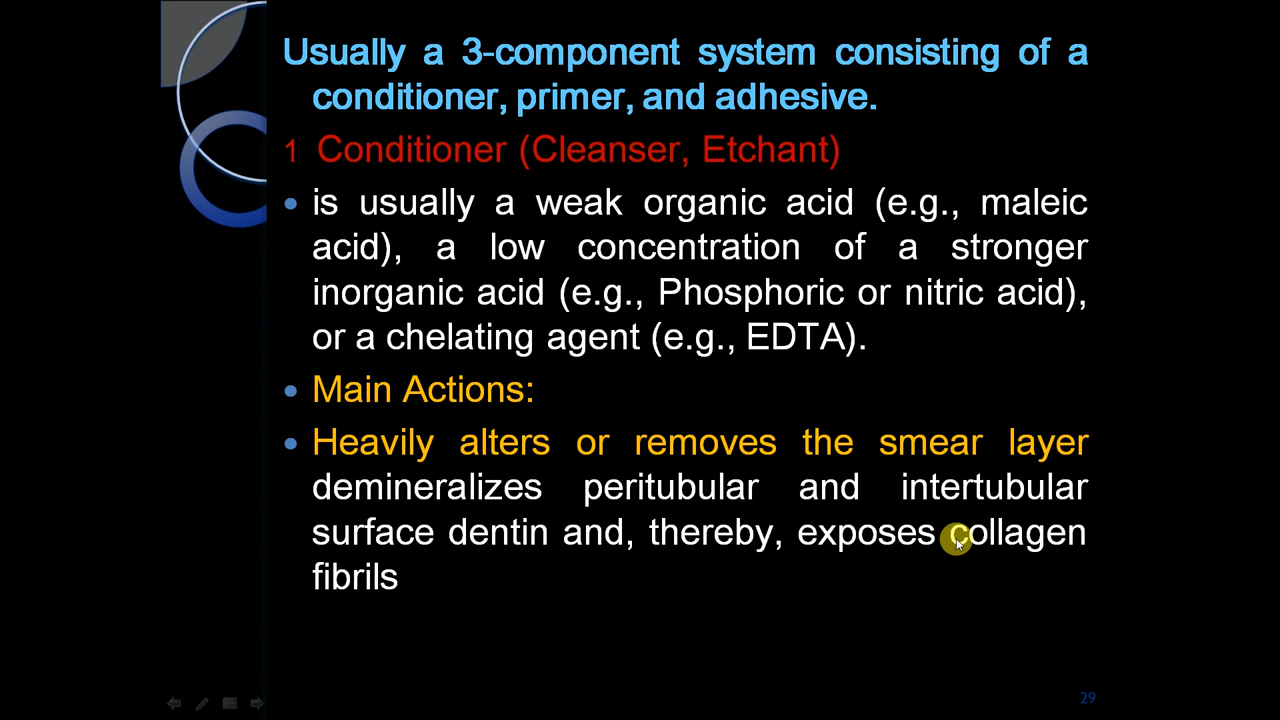 Usually a 3-component system consisting of a
conditioner, primer, and adhesive.
1 Conditioner (Cleanser, Etchant)
• is usually a weak organic acid (e.g., maleic
acid), a low concentration of a stronger
inorganic acid (e.g., Phosphoric or nitric acid),
or a chelating agent (e.g., EDTA).
• Main Actions:
• Heavily alters or removes the smear layer
demineralizes peritubular and intertubular
surface dentin and, thereby, exposes collagen
fibrils
29